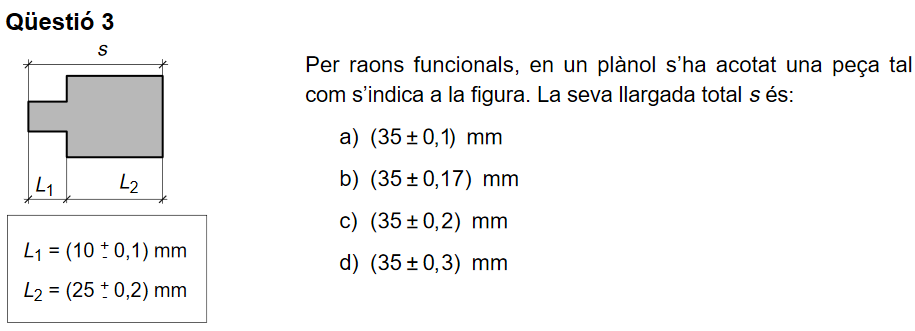 Qüestió 3
s
L1
L2
L1 = (10 ± 0,1) mm
L2 = (25 ± 0,2) mm
Per raons funcionals, en un plànol s’ha acotat una peça tal
com s’indica a la figura. La seva llargada total s és:
a) (35 ± 0,1) mm
b) (35 ± 0,17) mm
c) (35 ± 0,2) mm
d) (35 ± 0,3) mm